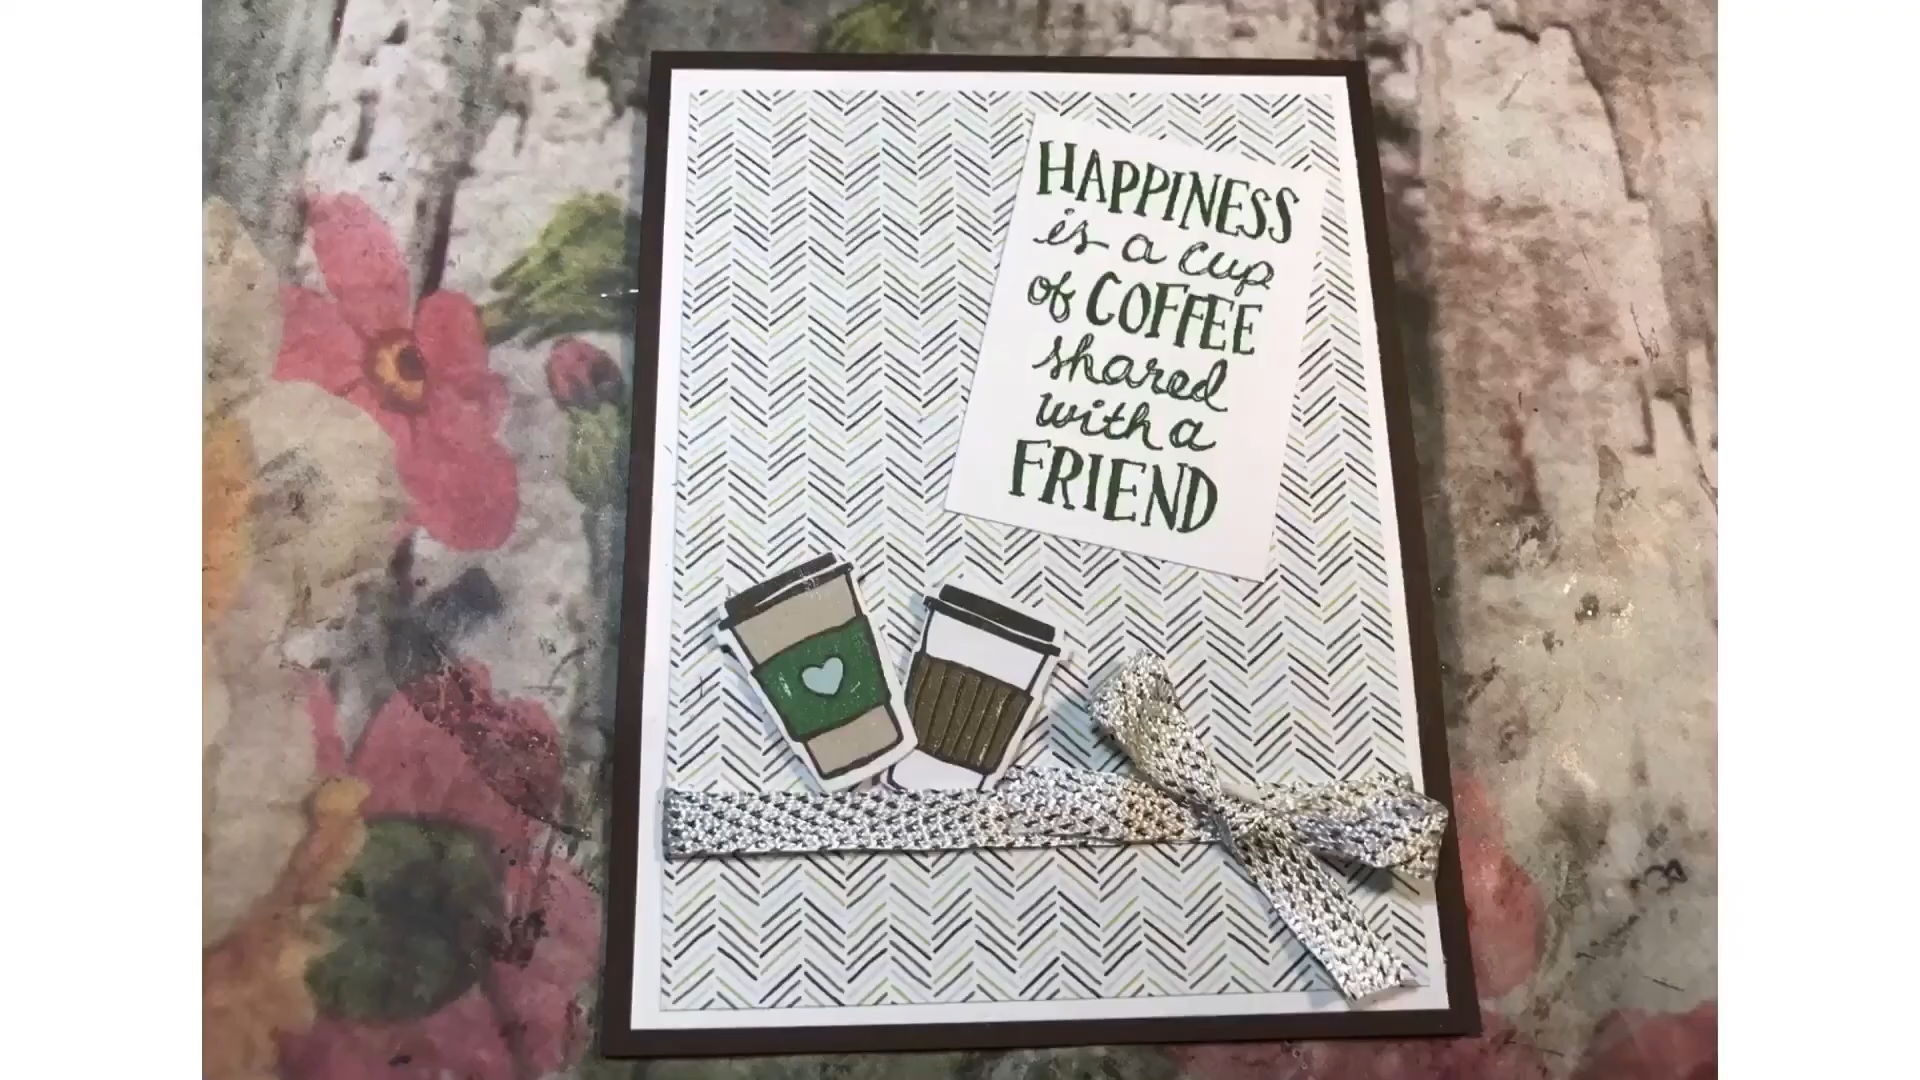 HAPPINESS
is a cup
of COFFEE
shared
with a
FRIEND